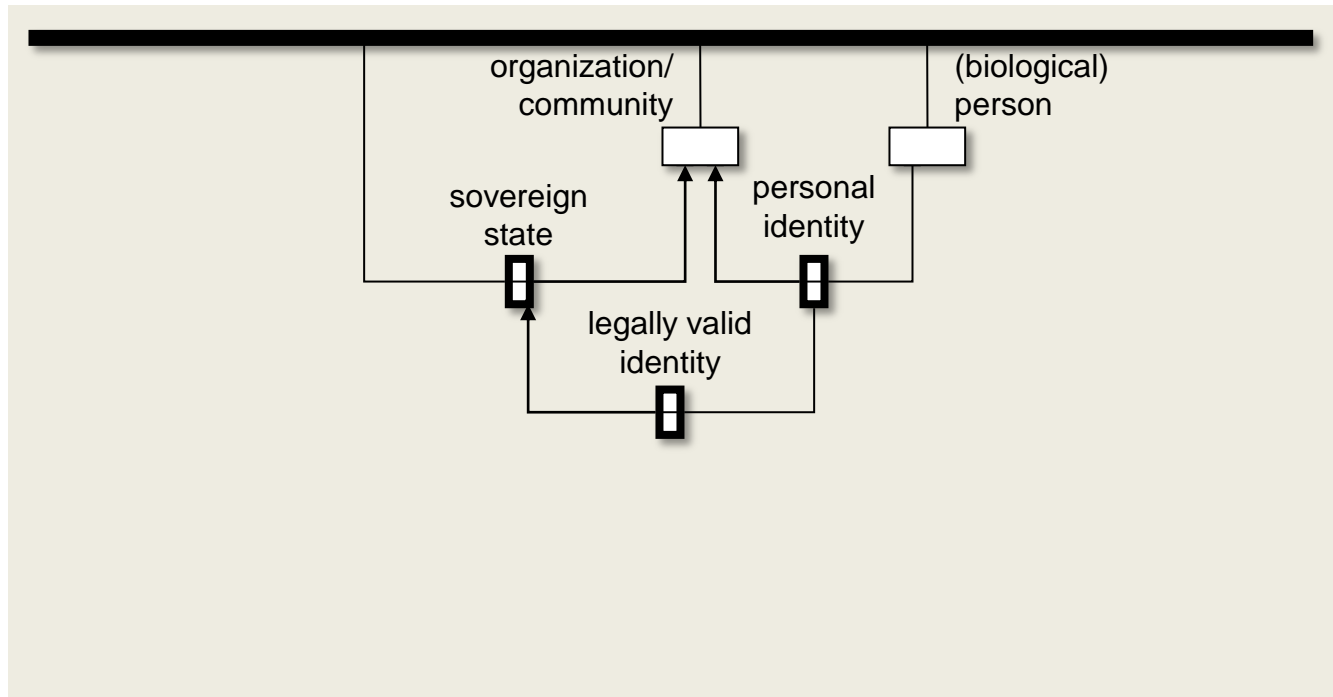 organization/
community
(biological)
person
sovereign
state
personal
identity
legally valid
identity